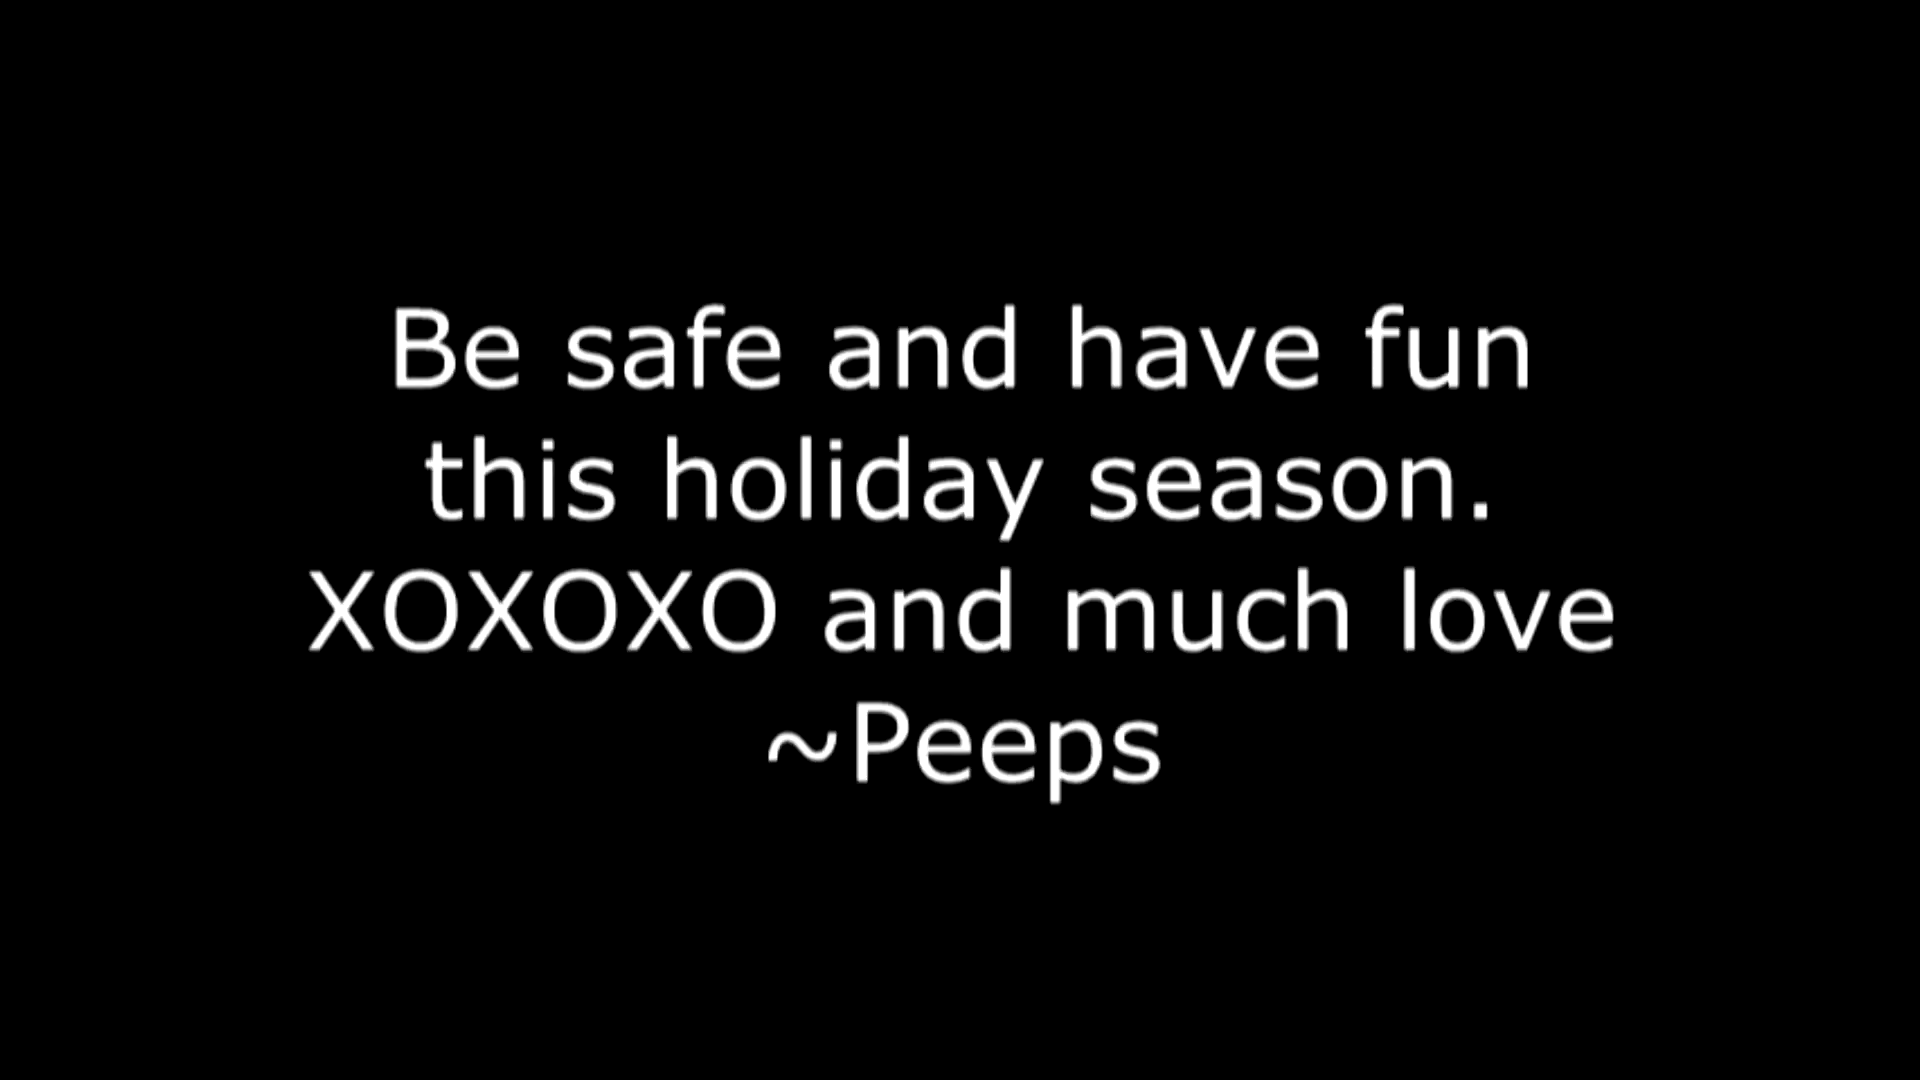 Be safe and have fun
this holiday season.
XOXOXO and much love
~Peeps